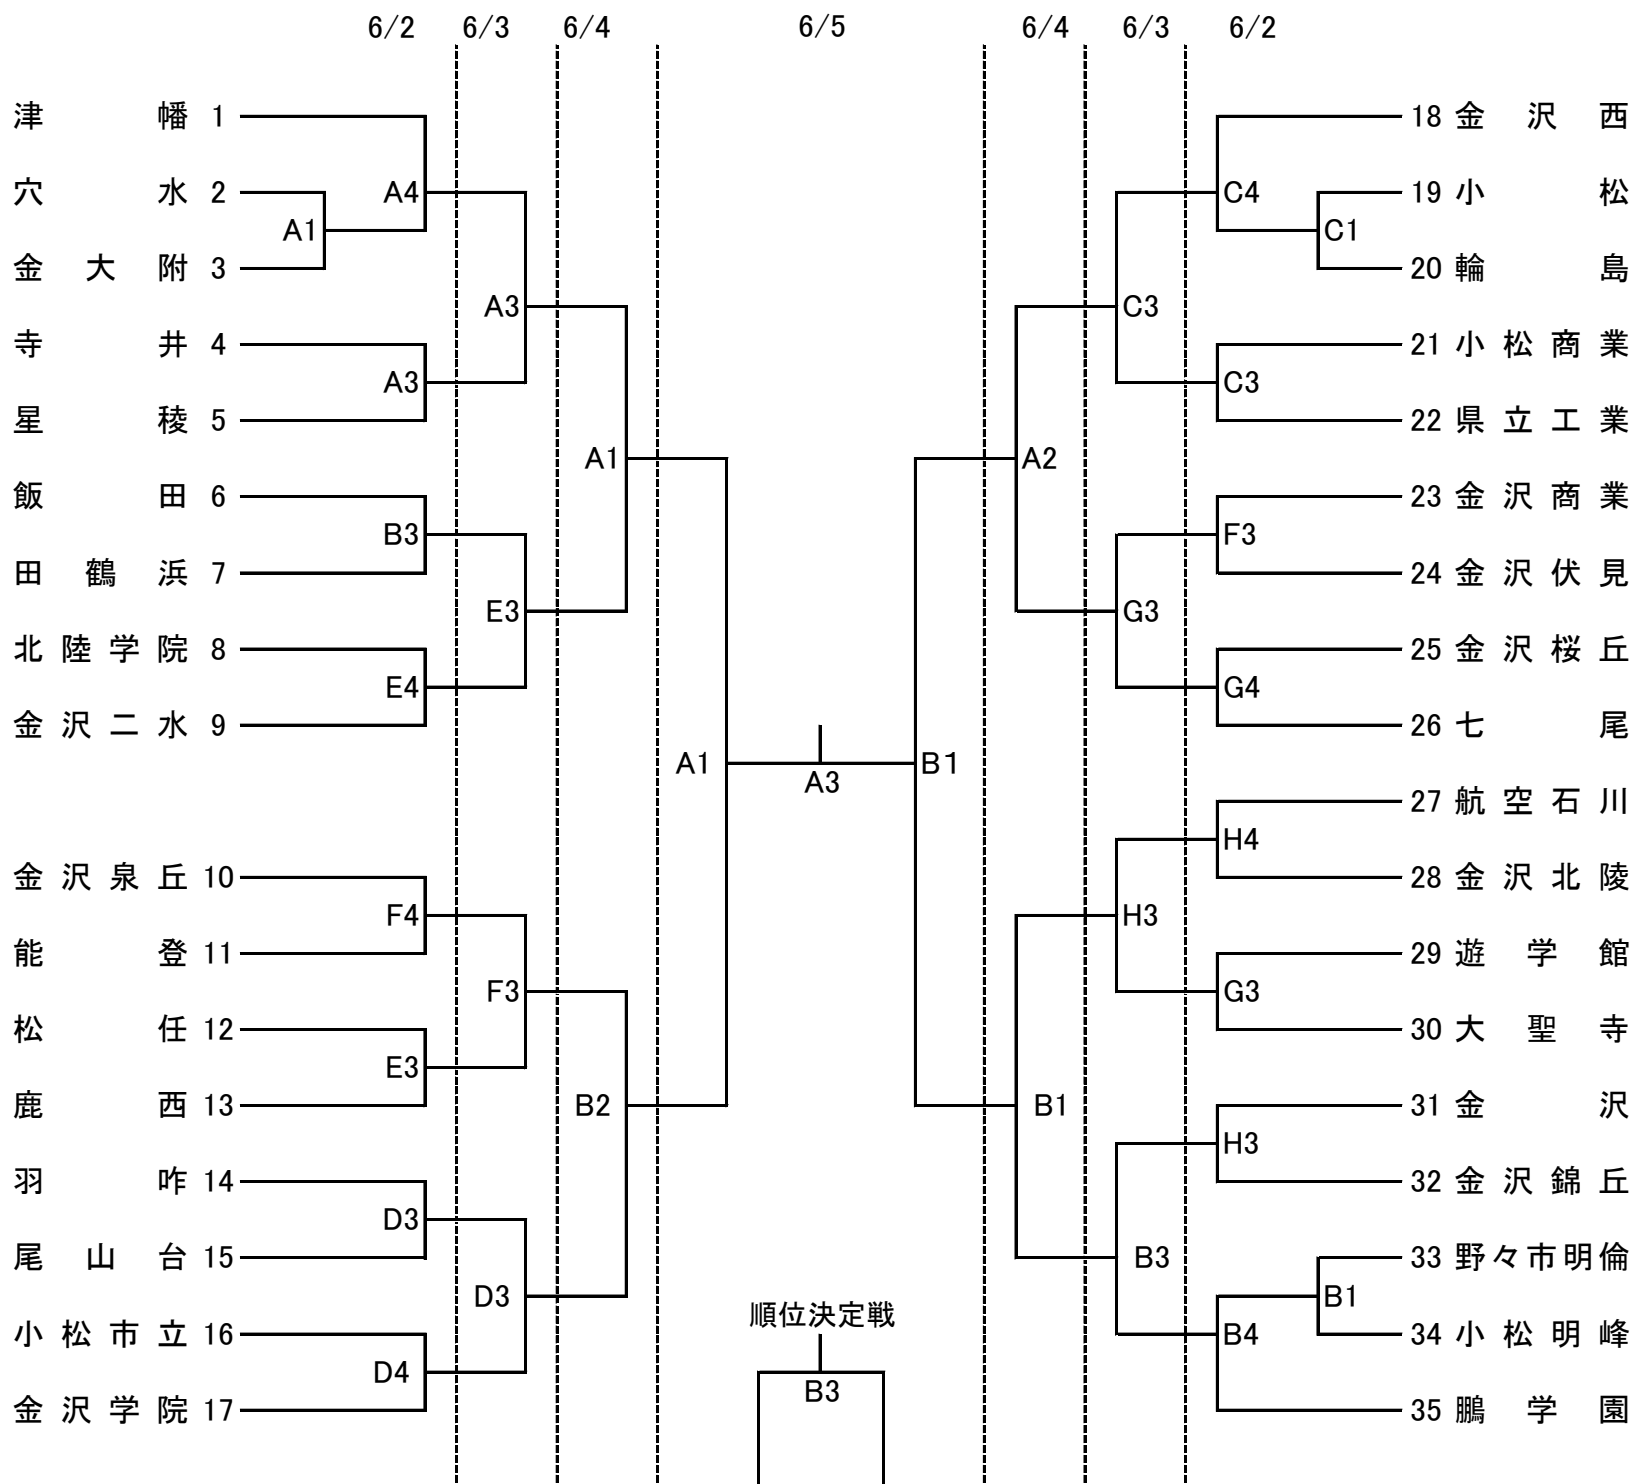 6/2 6/3 6/4 6/5 6/4 6/3 6/2
津幡 1
穴水 2
金大附 3
寺井 4
星稜 5
飯田 6
田鶴浜 7
北陸学院 8
金沢二水 9
金沢泉丘 10
能登 11
松任 12
鹿西 13
羽咋 14
尾山台 15
小松市立 16
金沢学院 17
A1
A4
A3
B3
E4
F4
E3
D3
D4
A3
E3
F3
D3
A1
B2
A1
A3
B1
A2
B1
C3
G3
H3
B3
C4
C1
C3
F3
G4
H4
G3
H3
B1
B4
18 金沢西
19 小松
20 輪島
21 小松商業
22 県立工業
23 金沢商業
24 金沢伏見
25 金沢桜丘
26 七尾
27 航空石川
28 金沢北陵
29 遊学館
30 大聖寺
31 金沢
32 金沢錦丘
33 野々市明倫
34 小松明峰
35 鵬学園
順位決定戦
B3